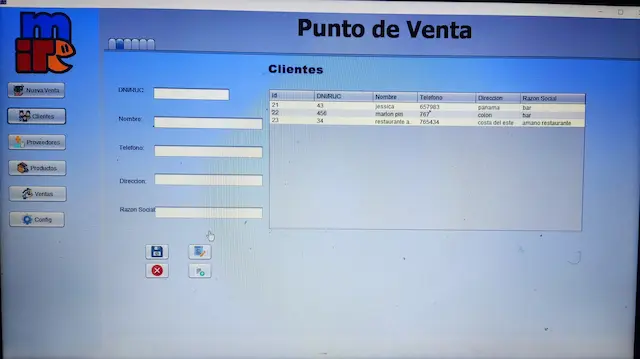 Punto de Venta
mire
Clientes
Nueva Venta
Clientes
Proveedores
Productos
Ventas
Config
DNI/RUC:
Nombre:
Telefono:
Direccion:
Razon Social
id DNI/RUC Nombre Telefono Direccion Razon Social
21 43 jessica 657983 panama bar
22 456 marlon piti 767 colon bar
23 34 restaurante a.. 765434 costa del este amano restaurante